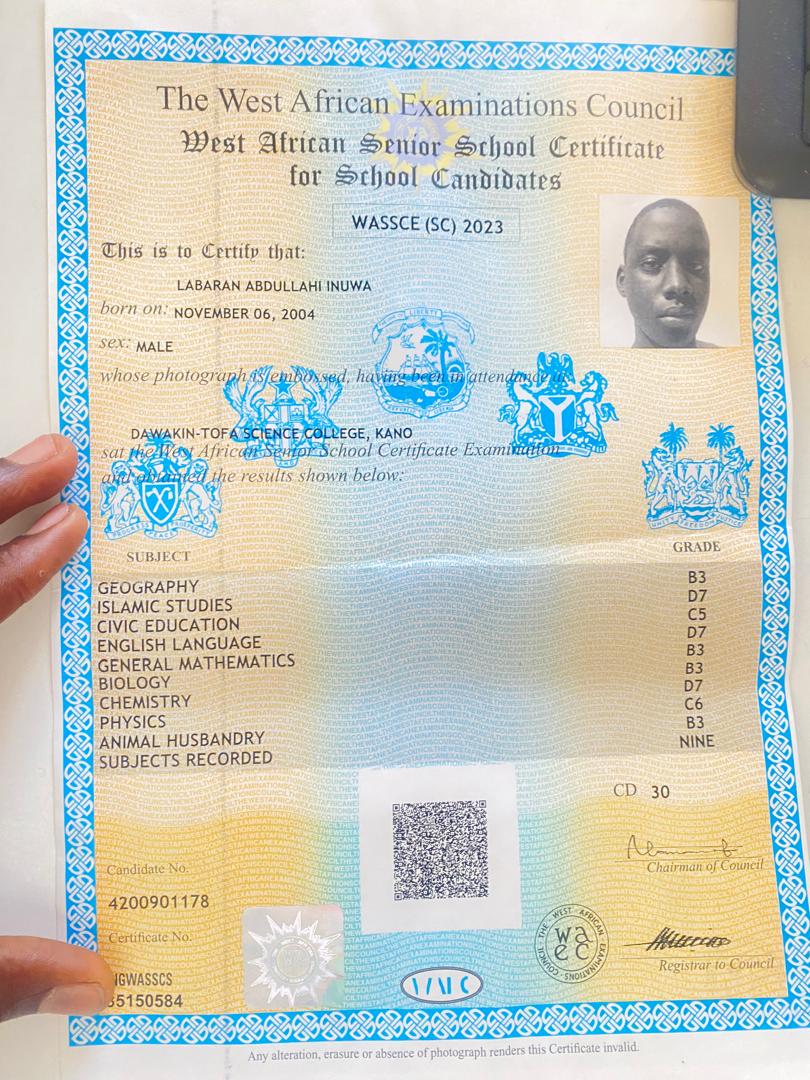 The West African Examinations Council
West African Senior School Certificate
for School Candidates
WASSCE (SC) 2023
This is to Certify that:
LABARAN ABDULLAHI INUWA
born on: NOVEMBER 06, 2004
sex: MALE
whose photograph is embossed, having been in attendance at
DAWAKIN-TOFA SCIENCE COLLEGE, KANO
sat the West African Senior School Certificate Examination
and obtained the results shown below:
SUBJECT GRADE
GEOGRAPHY B3
ISLAMIC STUDIES D7
CIVIC EDUCATION C5
ENGLISH LANGUAGE D7
GENERAL MATHEMATICS B3
BIOLOGY B3
CHEMISTRY D7
PHYSICS C6
ANIMAL HUSBANDRY B3
SUBJECTS RECORDED NINE
CD 30
Chairman of Council
Candidate No.
4200901178
Certificate No.
NGWASSCS
35150584
THE WEST AFRICAN EXAMINATIONS COUNCIL
waec
Registrar to Council
Any alteration, erasure or absence of photograph renders this Certificate invalid.